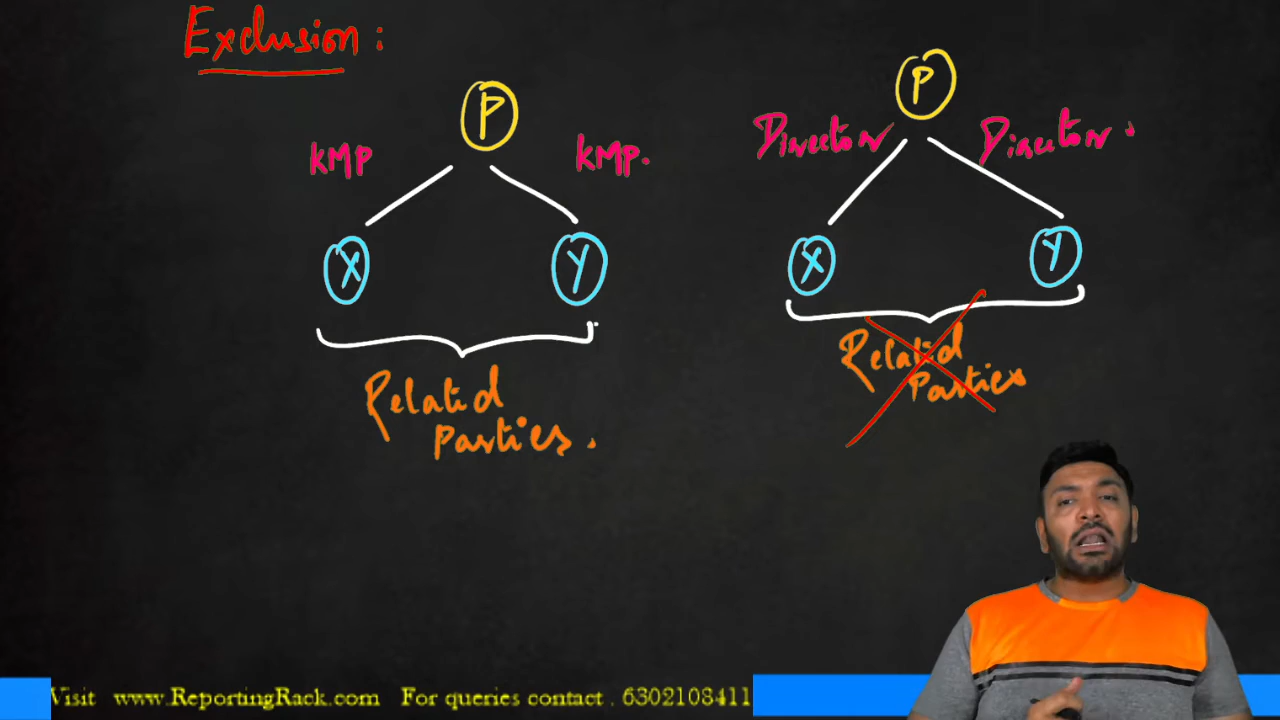 Exclusion :
P
KMP KMP.
X Y
Related
Parties.
P
Director Director.
X Y
Related
Parties
Visit www.ReportingRack.com For queries contact . 6302108411